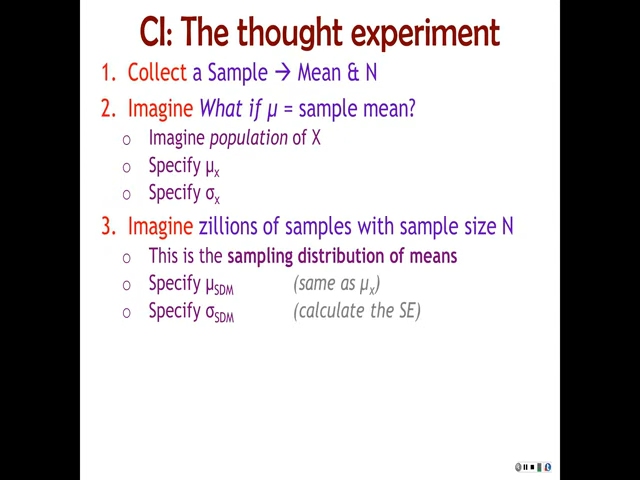 CI: The thought experiment
1. Collect a Sample → Mean & N
2. Imagine What if μ = sample mean?
o Imagine population of X
o Specify μx
o Specify σx
3. Imagine zillions of samples with sample size N
o This is the sampling distribution of means
o Specify μSDM (same as μx)
o Specify σSDM (calculate the SE)